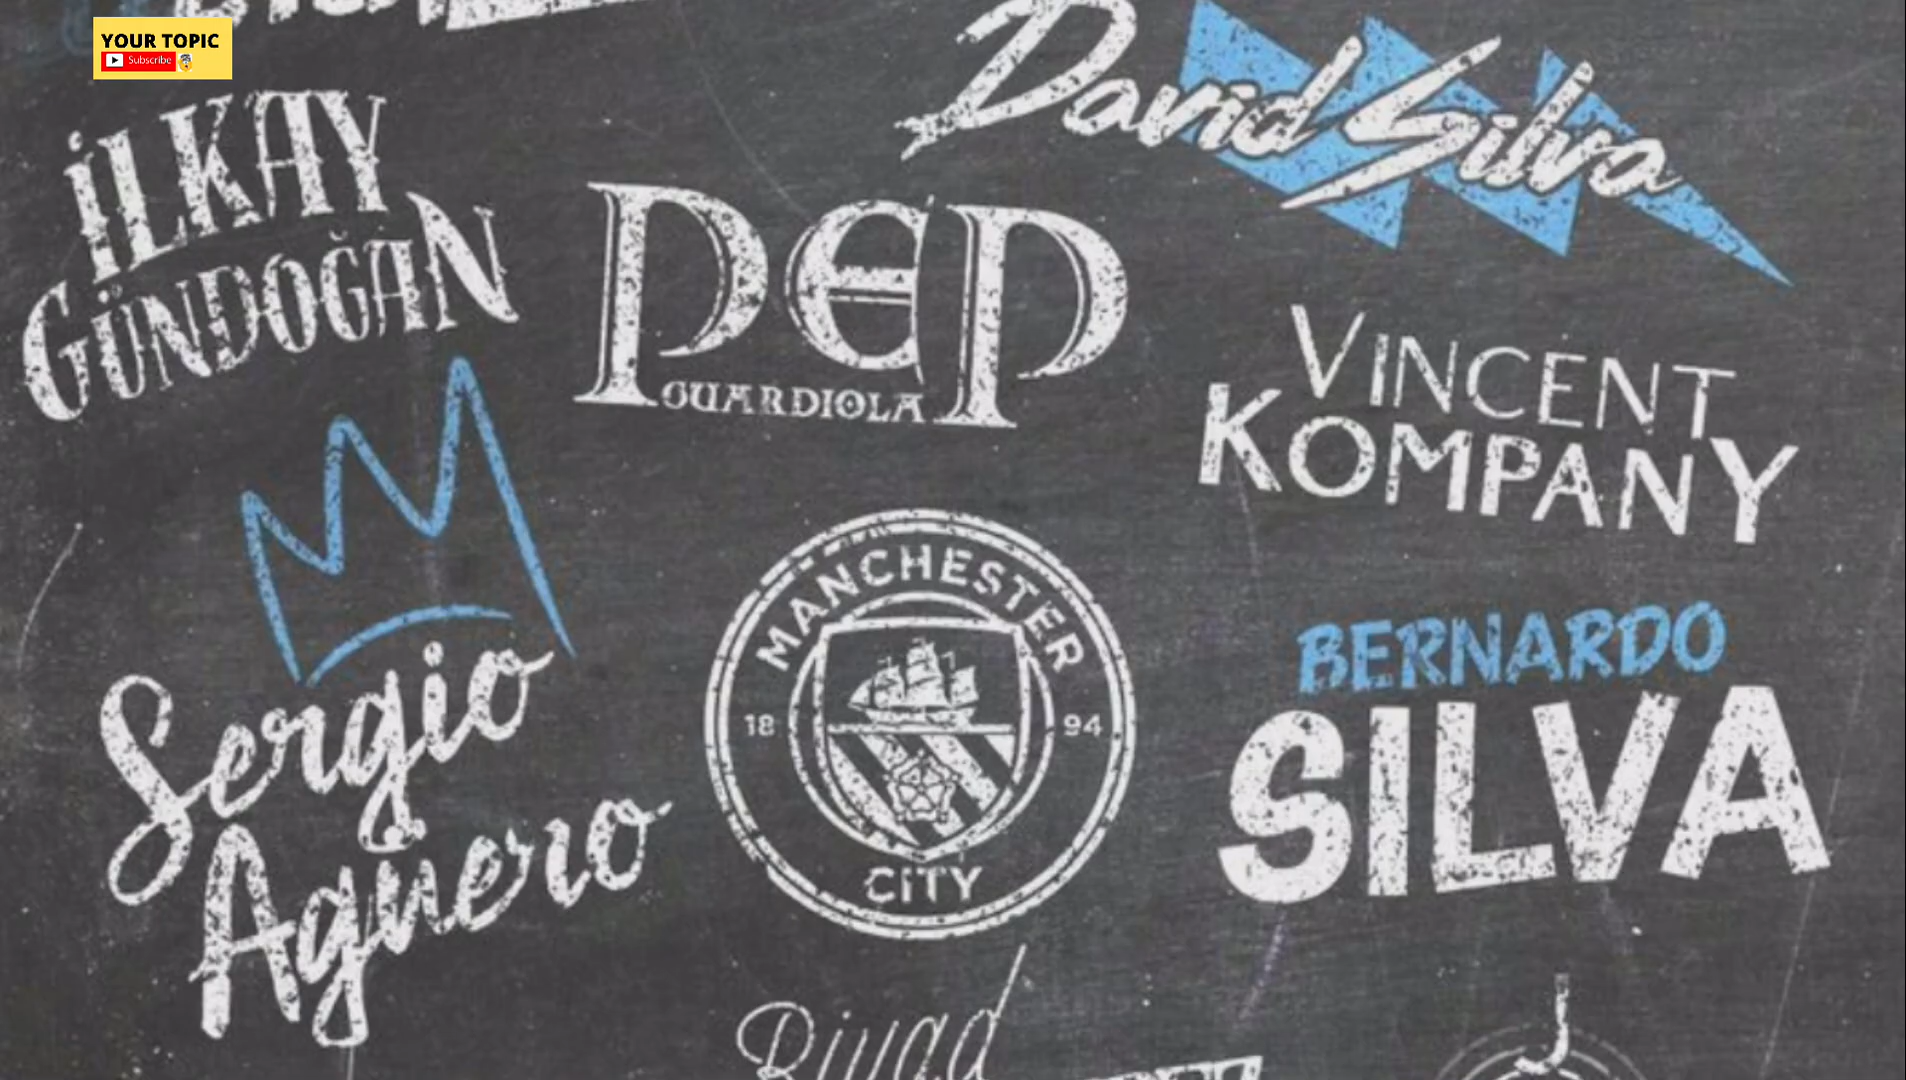 YOUR TOPIC
Subscribe
David Silva
İLKAY
GÜNDOĞAN
PEP
GUARDIOLA
VINCENT
KOMPANY
MANCHESTER
18 94
CITY
BERNARDO
SILVA
Sergio
Aguero
Riyad